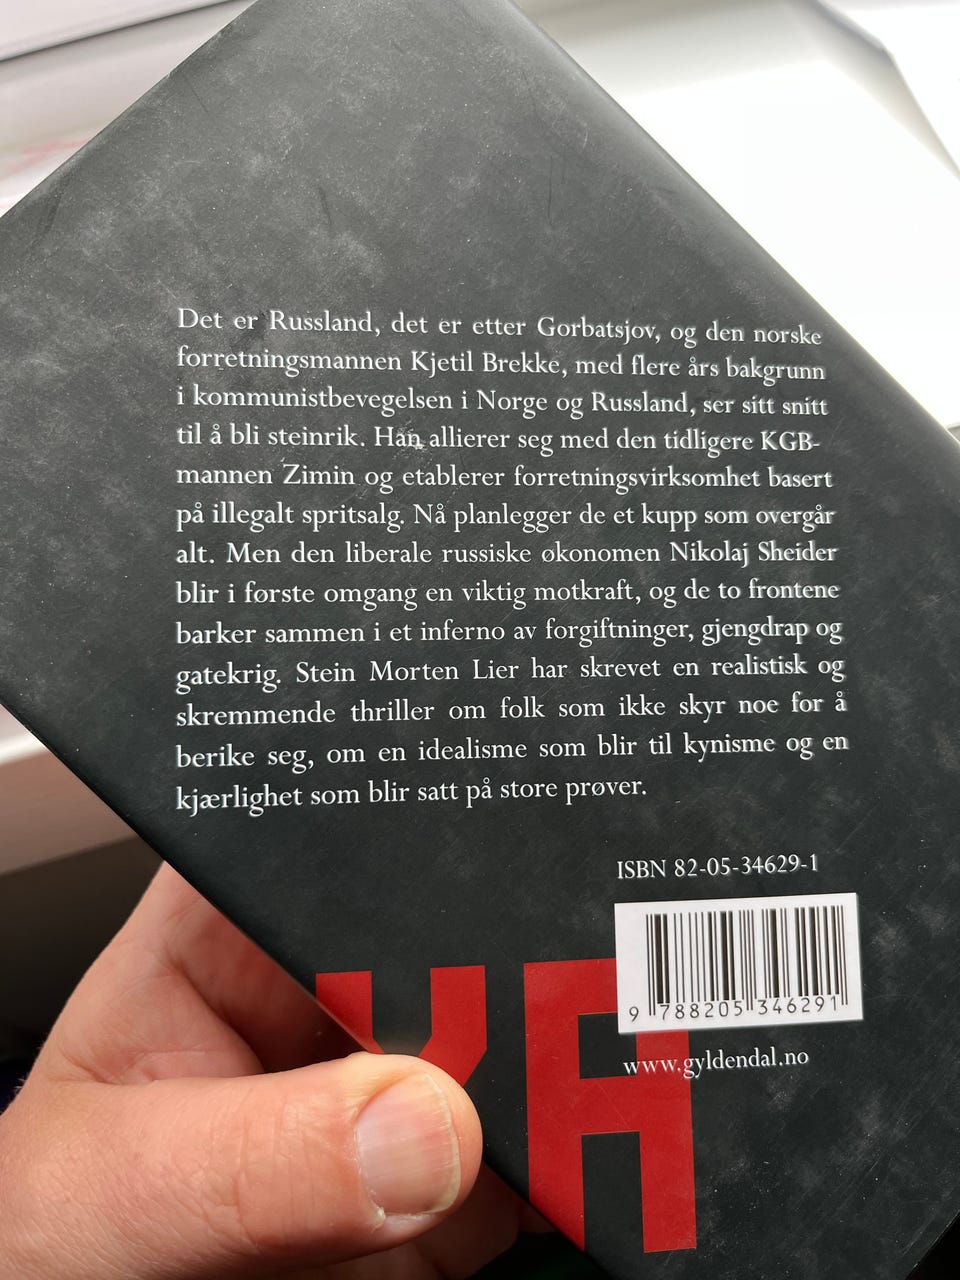 Det er Russland, det er etter Gorbatsjov, og den norske
forretningsmannen Kjetil Brekke, med flere års bakgrunn
i kommunistbevegelsen i Norge og Russland, ser sitt snitt
til å bli steinrik. Han allierer seg med den tidligere KGB-
mannen Zimin og etablerer forretningsvirksomhet basert
på illegalt spritsalg. Nå planlegger de et kupp som overgår
alt. Men den liberale russiske økonomen Nikolaj Sheider
blir i første omgang en viktig motkraft, og de to frontene
barker sammen i et inferno av forgiftninger, gjengdrap og
gatekrig. Stein Morten Lier har skrevet en realistisk og
skremmende thriller om folk som ikke skyr noe for å
berike seg, om en idealisme som blir til kynisme og en
kjærlighet som blir satt på store prøver.
ISBN 82-05-34629-1
9 788205 346291
www.gyldendal.no